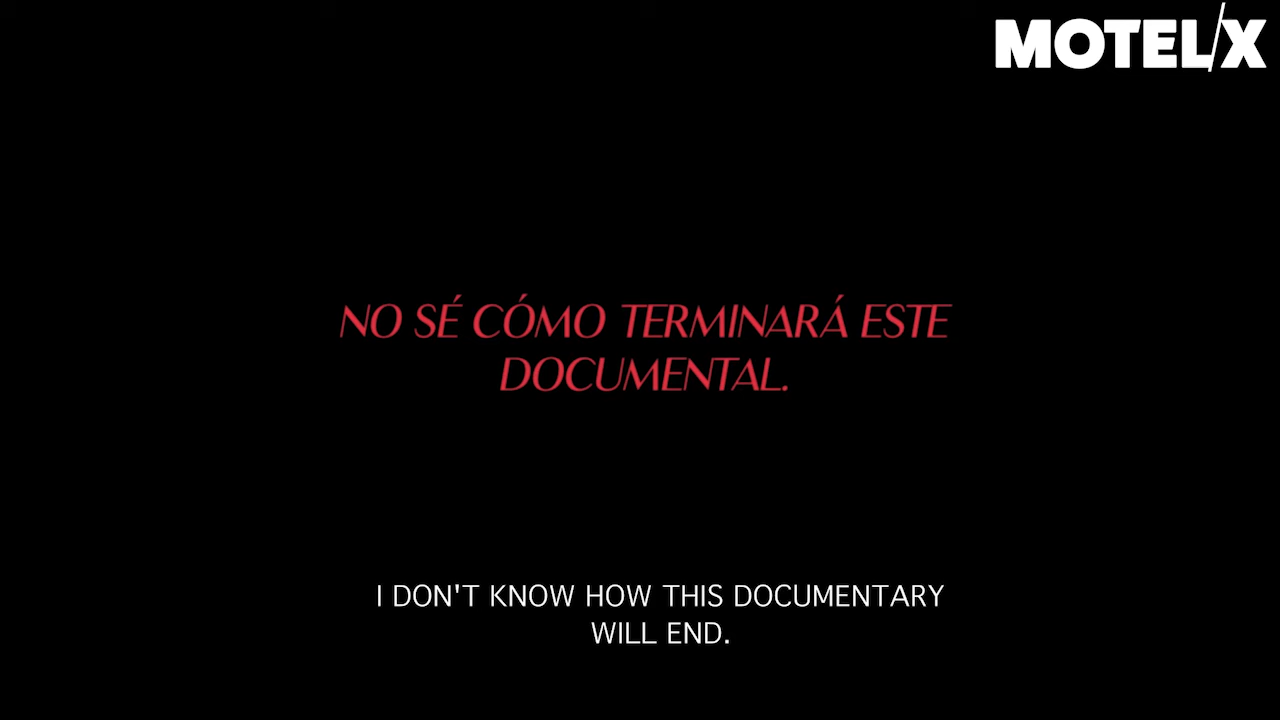 MOTEL/X
NO SÉ CÓMO TERMINARÁ ESTE
DOCUMENTAL.
I DON'T KNOW HOW THIS DOCUMENTARY
WILL END.